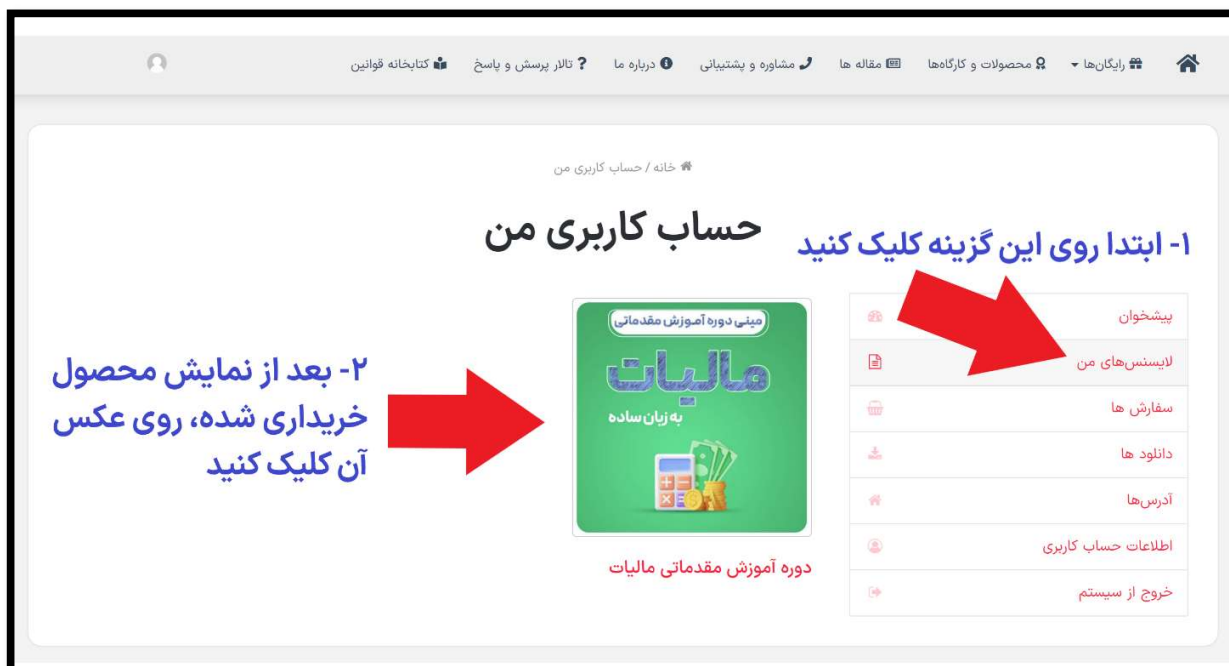 رایگان‌ها
محصولات و کارگاه‌ها
مقاله ها
مشاوره و پشتیبانی
درباره ما
تالار پرسش و پاسخ
کتابخانه قوانین
خانه / حساب کاربری من
حساب کاربری من
۱- ابتدا روی این گزینه کلیک کنید
پیشخوان
لایسنس‌های من
سفارش ها
دانلود ها
آدرس‌ها
اطلاعات حساب کاربری
خروج از سیستم
مینی دوره آموزش مقدماتی
مالیات
به زبان ساده
دوره آموزش مقدماتی مالیات
۲- بعد از نمایش محصول
خریداری شده، روی عکس
آن کلیک کنید